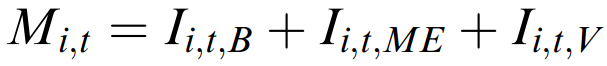 M_{i,t} = I_{i,t,B} + I_{i,t,ME} + I_{i,t,V}